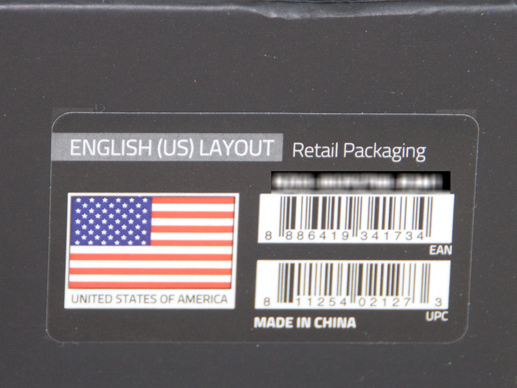 ENGLISH (US) LAYOUT Retail Packaging
8 886419 341734
EAN
UNITED STATES OF AMERICA
8 11254 02127 3
UPC
MADE IN CHINA